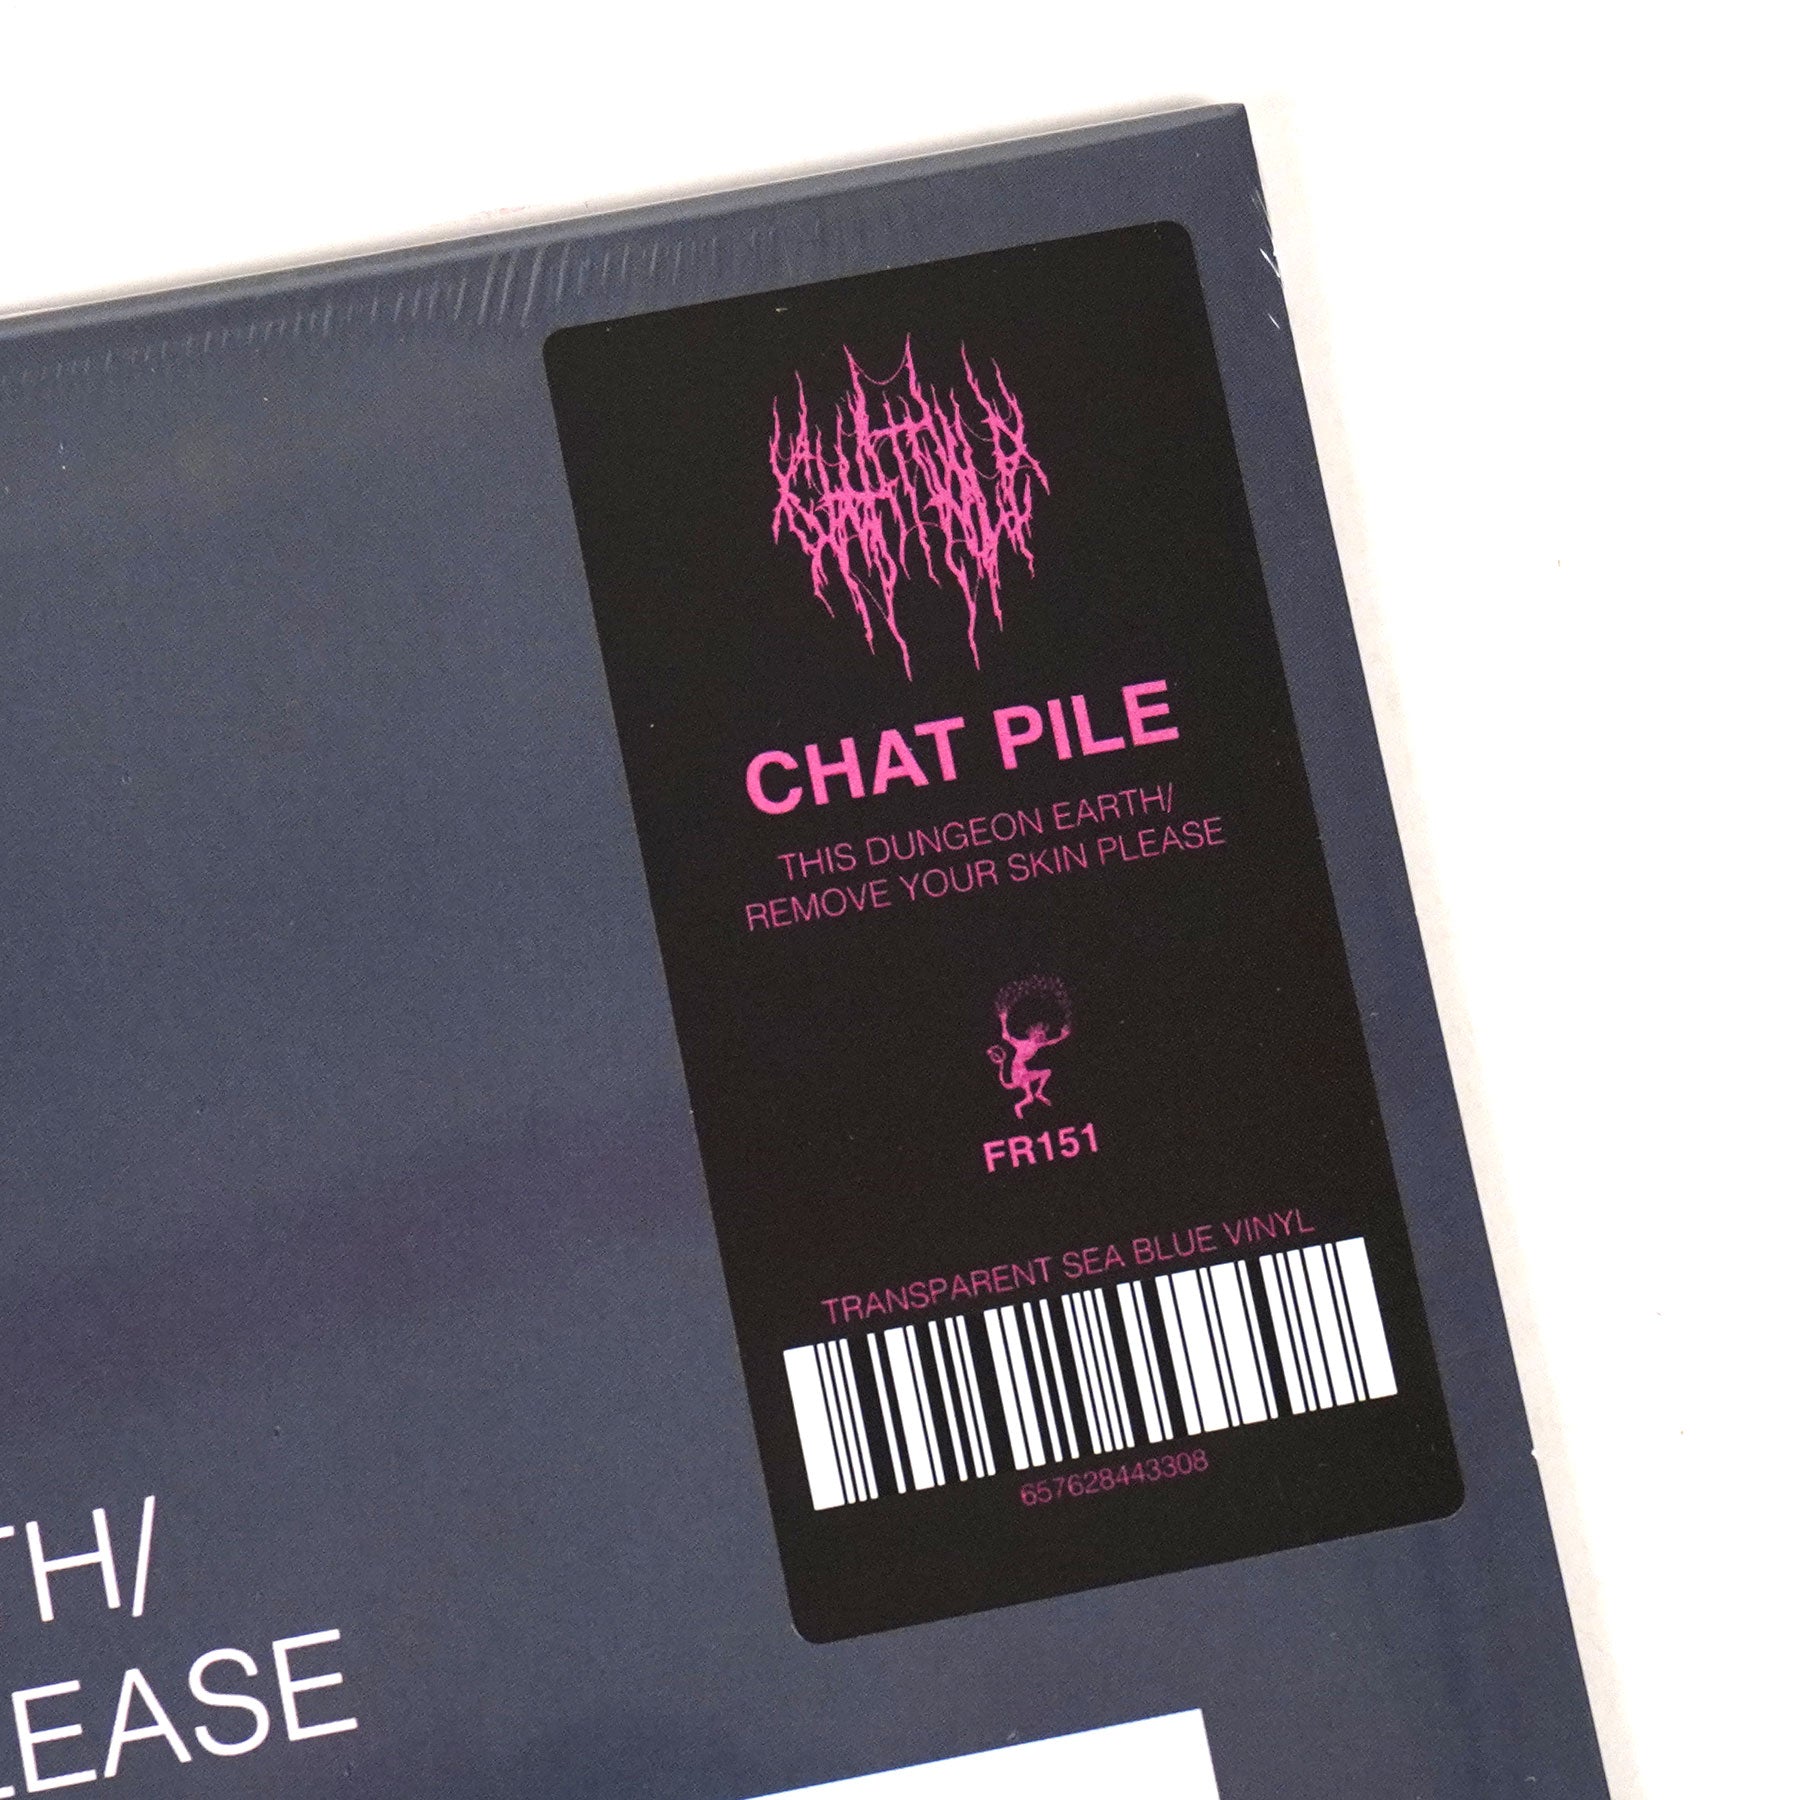 CHAT PILE
THIS DUNGEON EARTH/
REMOVE YOUR SKIN PLEASE
FR151
TRANSPARENT SEA BLUE VINYL
657628443308
TH/
LEASE